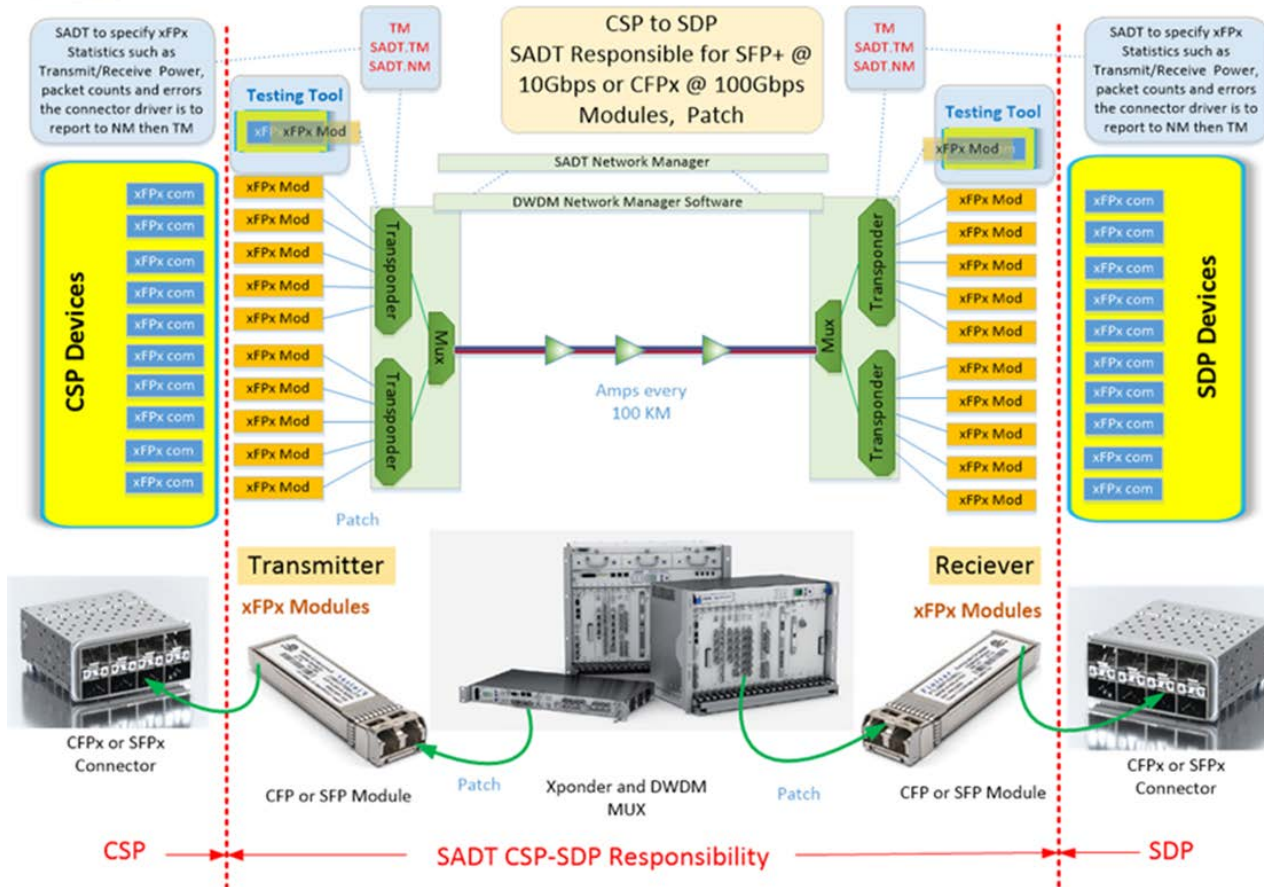 SADT to specify xFPx
Statistics such as
Transmit/Receive Power,
packet counts and errors
the connector driver is to
report to NM then TM
TM
SADT.TM
SADT.NM
CSP to SDP
SADT Responsible for SFP+ @
10Gbps or CFPx @ 100Gbps
Modules, Patch
TM
SADT.TM
SADT.NM
SADT to specify xFPx
Statistics such as
Transmit/Receive Power,
packet counts and errors
the connector driver is to
report to NM then TM
Testing Tool
xFPx Mod
Testing Tool
xFPx Mod
SADT Network Manager
DWDM Network Manager Software
CSP Devices
xFPx com
xFPx com
xFPx com
xFPx com
xFPx com
xFPx com
xFPx com
xFPx com
xFPx com
xFPx com
xFPx Mod
xFPx Mod
xFPx Mod
xFPx Mod
xFPx Mod
xFPx Mod
xFPx Mod
xFPx Mod
xFPx Mod
xFPx Mod
Transponder
Transponder
Mux
Amps every
100 KM
Mux
Transponder
Transponder
xFPx Mod
xFPx Mod
xFPx Mod
xFPx Mod
xFPx Mod
xFPx Mod
xFPx Mod
xFPx Mod
xFPx Mod
xFPx Mod
xFPx com
xFPx com
xFPx com
xFPx com
xFPx com
xFPx com
xFPx com
xFPx com
xFPx com
xFPx com
SDP Devices
Patch
Transmitter
xFPx Modules
Reciever
xFPx Modules
CFPx or SFPx
Connector
CFP or SFP Module
Patch
Xponder and DWDM
MUX
Patch
CFP or SFP Module
CFPx or SFPx
Connector
CSP
SADT CSP-SDP Responsibility
SDP